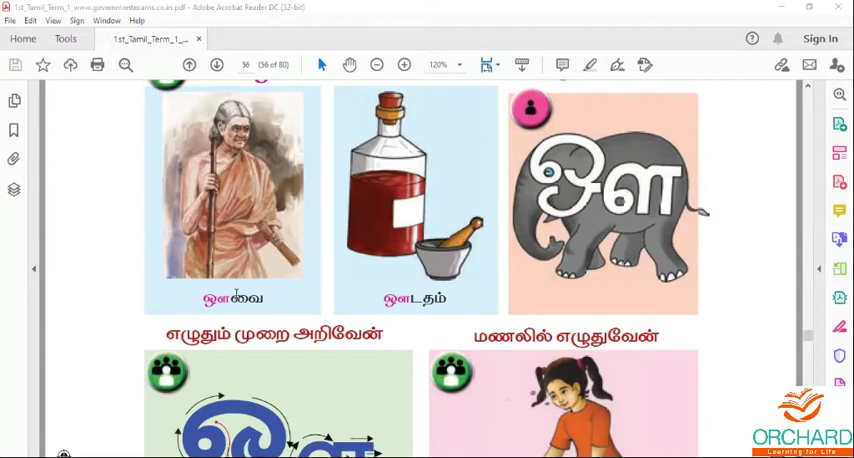 1st_Tamil_Term_1_www.governmentexams.co.in.pdf - Adobe Acrobat Reader DC (32-bit)
File Edit View Sign Window Help
Home Tools 1st_Tamil_Term_1_... × Sign In
56 (56 of 80) 120%
ஔ
ஔவை ஔடதம்
எழுதும் முறை அறிவேன் மணலில் எழுதுவேன்
ஔ
ORCHARD
Learning for Life